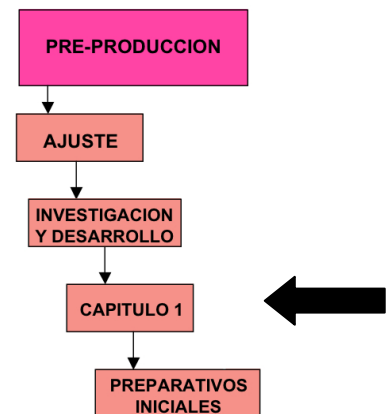 PRE-PRODUCCION
AJUSTE
INVESTIGACION
Y DESARROLLO
CAPITULO 1
PREPARATIVOS
INICIALES